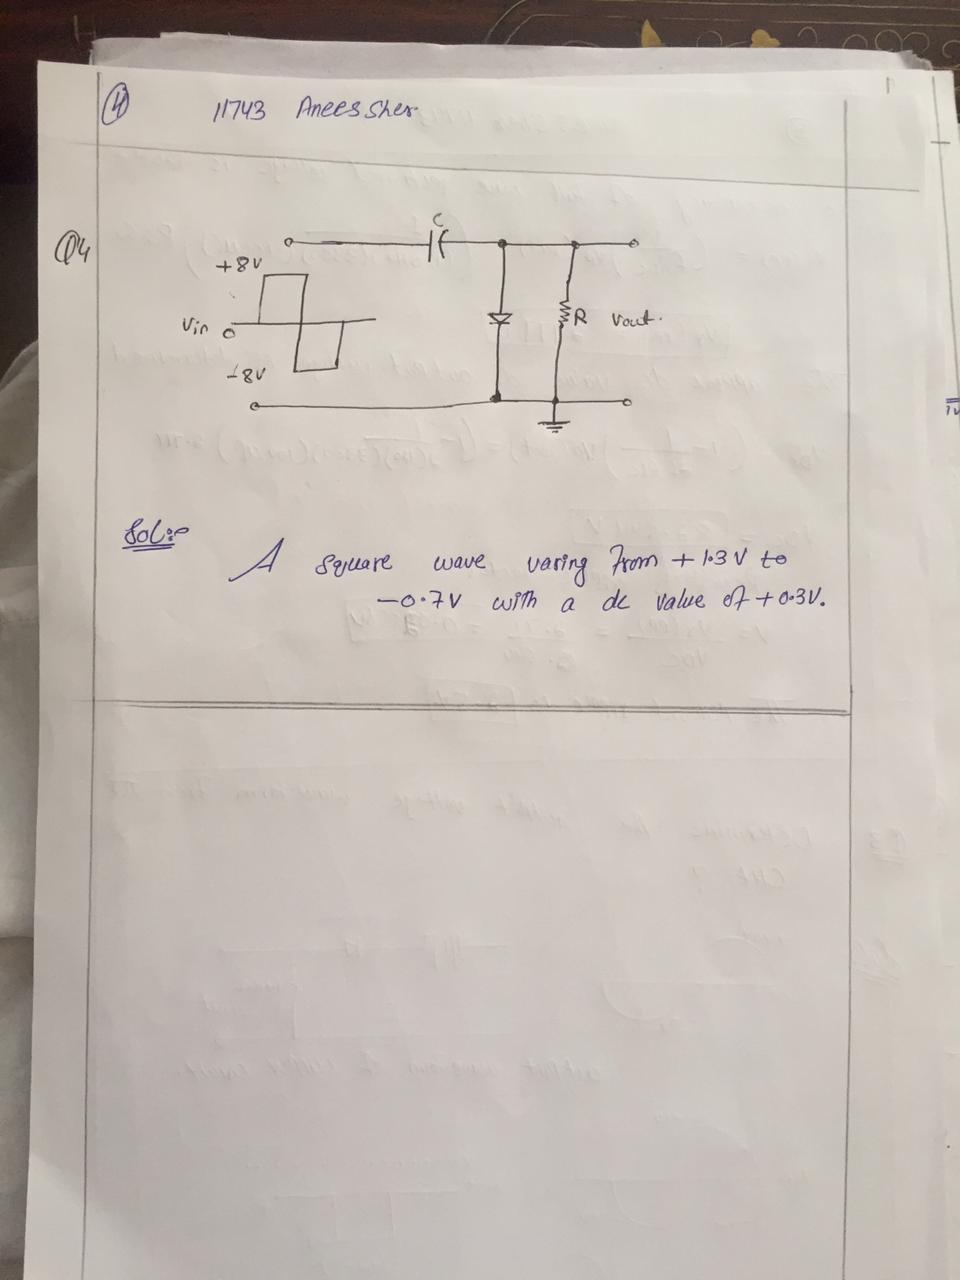 4
11743 Anees Sher
Q4
C
+8V
Vin
R Vout.
-8V
Sol:-
A square wave varing from +1.3V to
-0.7V with a dc value of +0.3V.